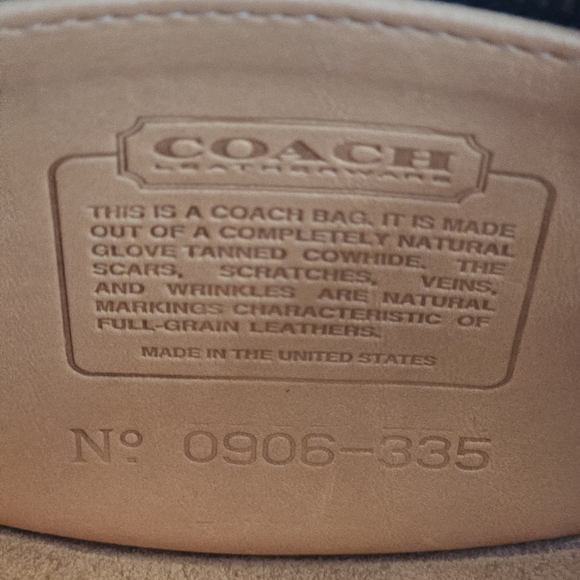 COACH
LEATHERWARE
THIS IS A COACH BAG. IT IS MADE
OUT OF A COMPLETELY NATURAL
GLOVE TANNED COWHIDE. THE
SCARS, SCRATCHES, VEINS,
AND WRINKLES ARE NATURAL
MARKINGS CHARACTERISTIC OF
FULL-GRAIN LEATHERS.
MADE IN THE UNITED STATES
Nº 0906-335